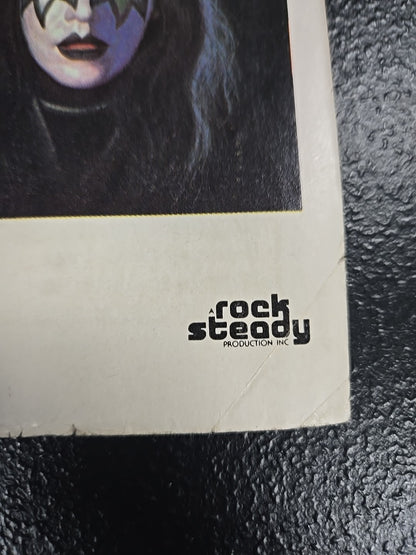 A rock
steady
PRODUCTION INC